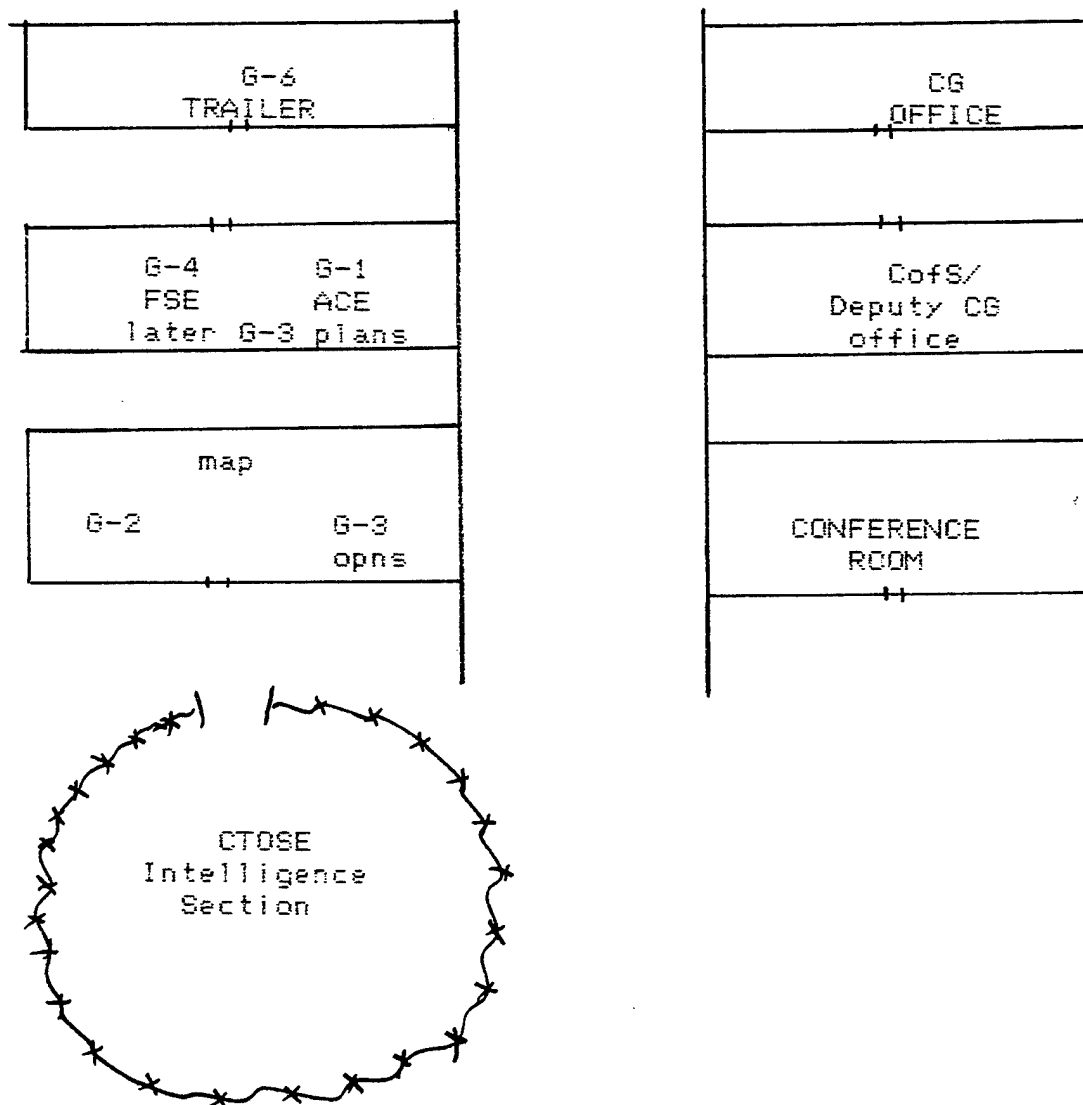 G-6
TRAILER
CG
OFFICE
G-4 G-1
FSE ACE
later G-3 plans
CofS/
Deputy CG
office
map
G-2 G-3
opns
CONFERENCE
ROOM
CTOSE
Intelligence
Section